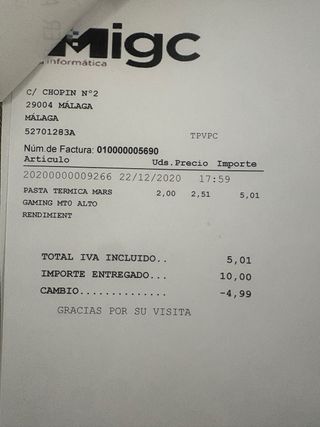 Migc
informática
C/ CHOPIN Nº2
29004 MÁLAGA
MÁLAGA
52701283A
TPVPC
Núm.de Factura: 010000005690
Artículo Uds. Precio Importe
20200000009266 22/12/2020 17:59
PASTA TERMICA MARS 2,00 2,51 5,01
GAMING MT0 ALTO
RENDIMIENT
TOTAL IVA INCLUIDO.. 5,01
IMPORTE ENTREGADO... 10,00
CAMBIO.............. -4,99
GRACIAS POR SU VISITA